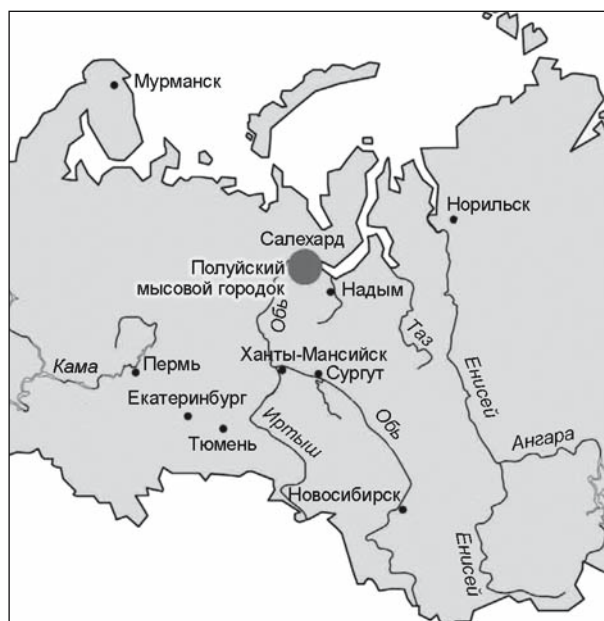 Мурманск
Норильск
Салехард
Полуйский
мысовой городок
Надым
Обь
Таз
Ханты-Мансийск
Кама
Пермь
Сургут
Енисей
Екатеринбург
Иртыш
Обь
Тюмень
Ангара
Новосибирск
Енисей